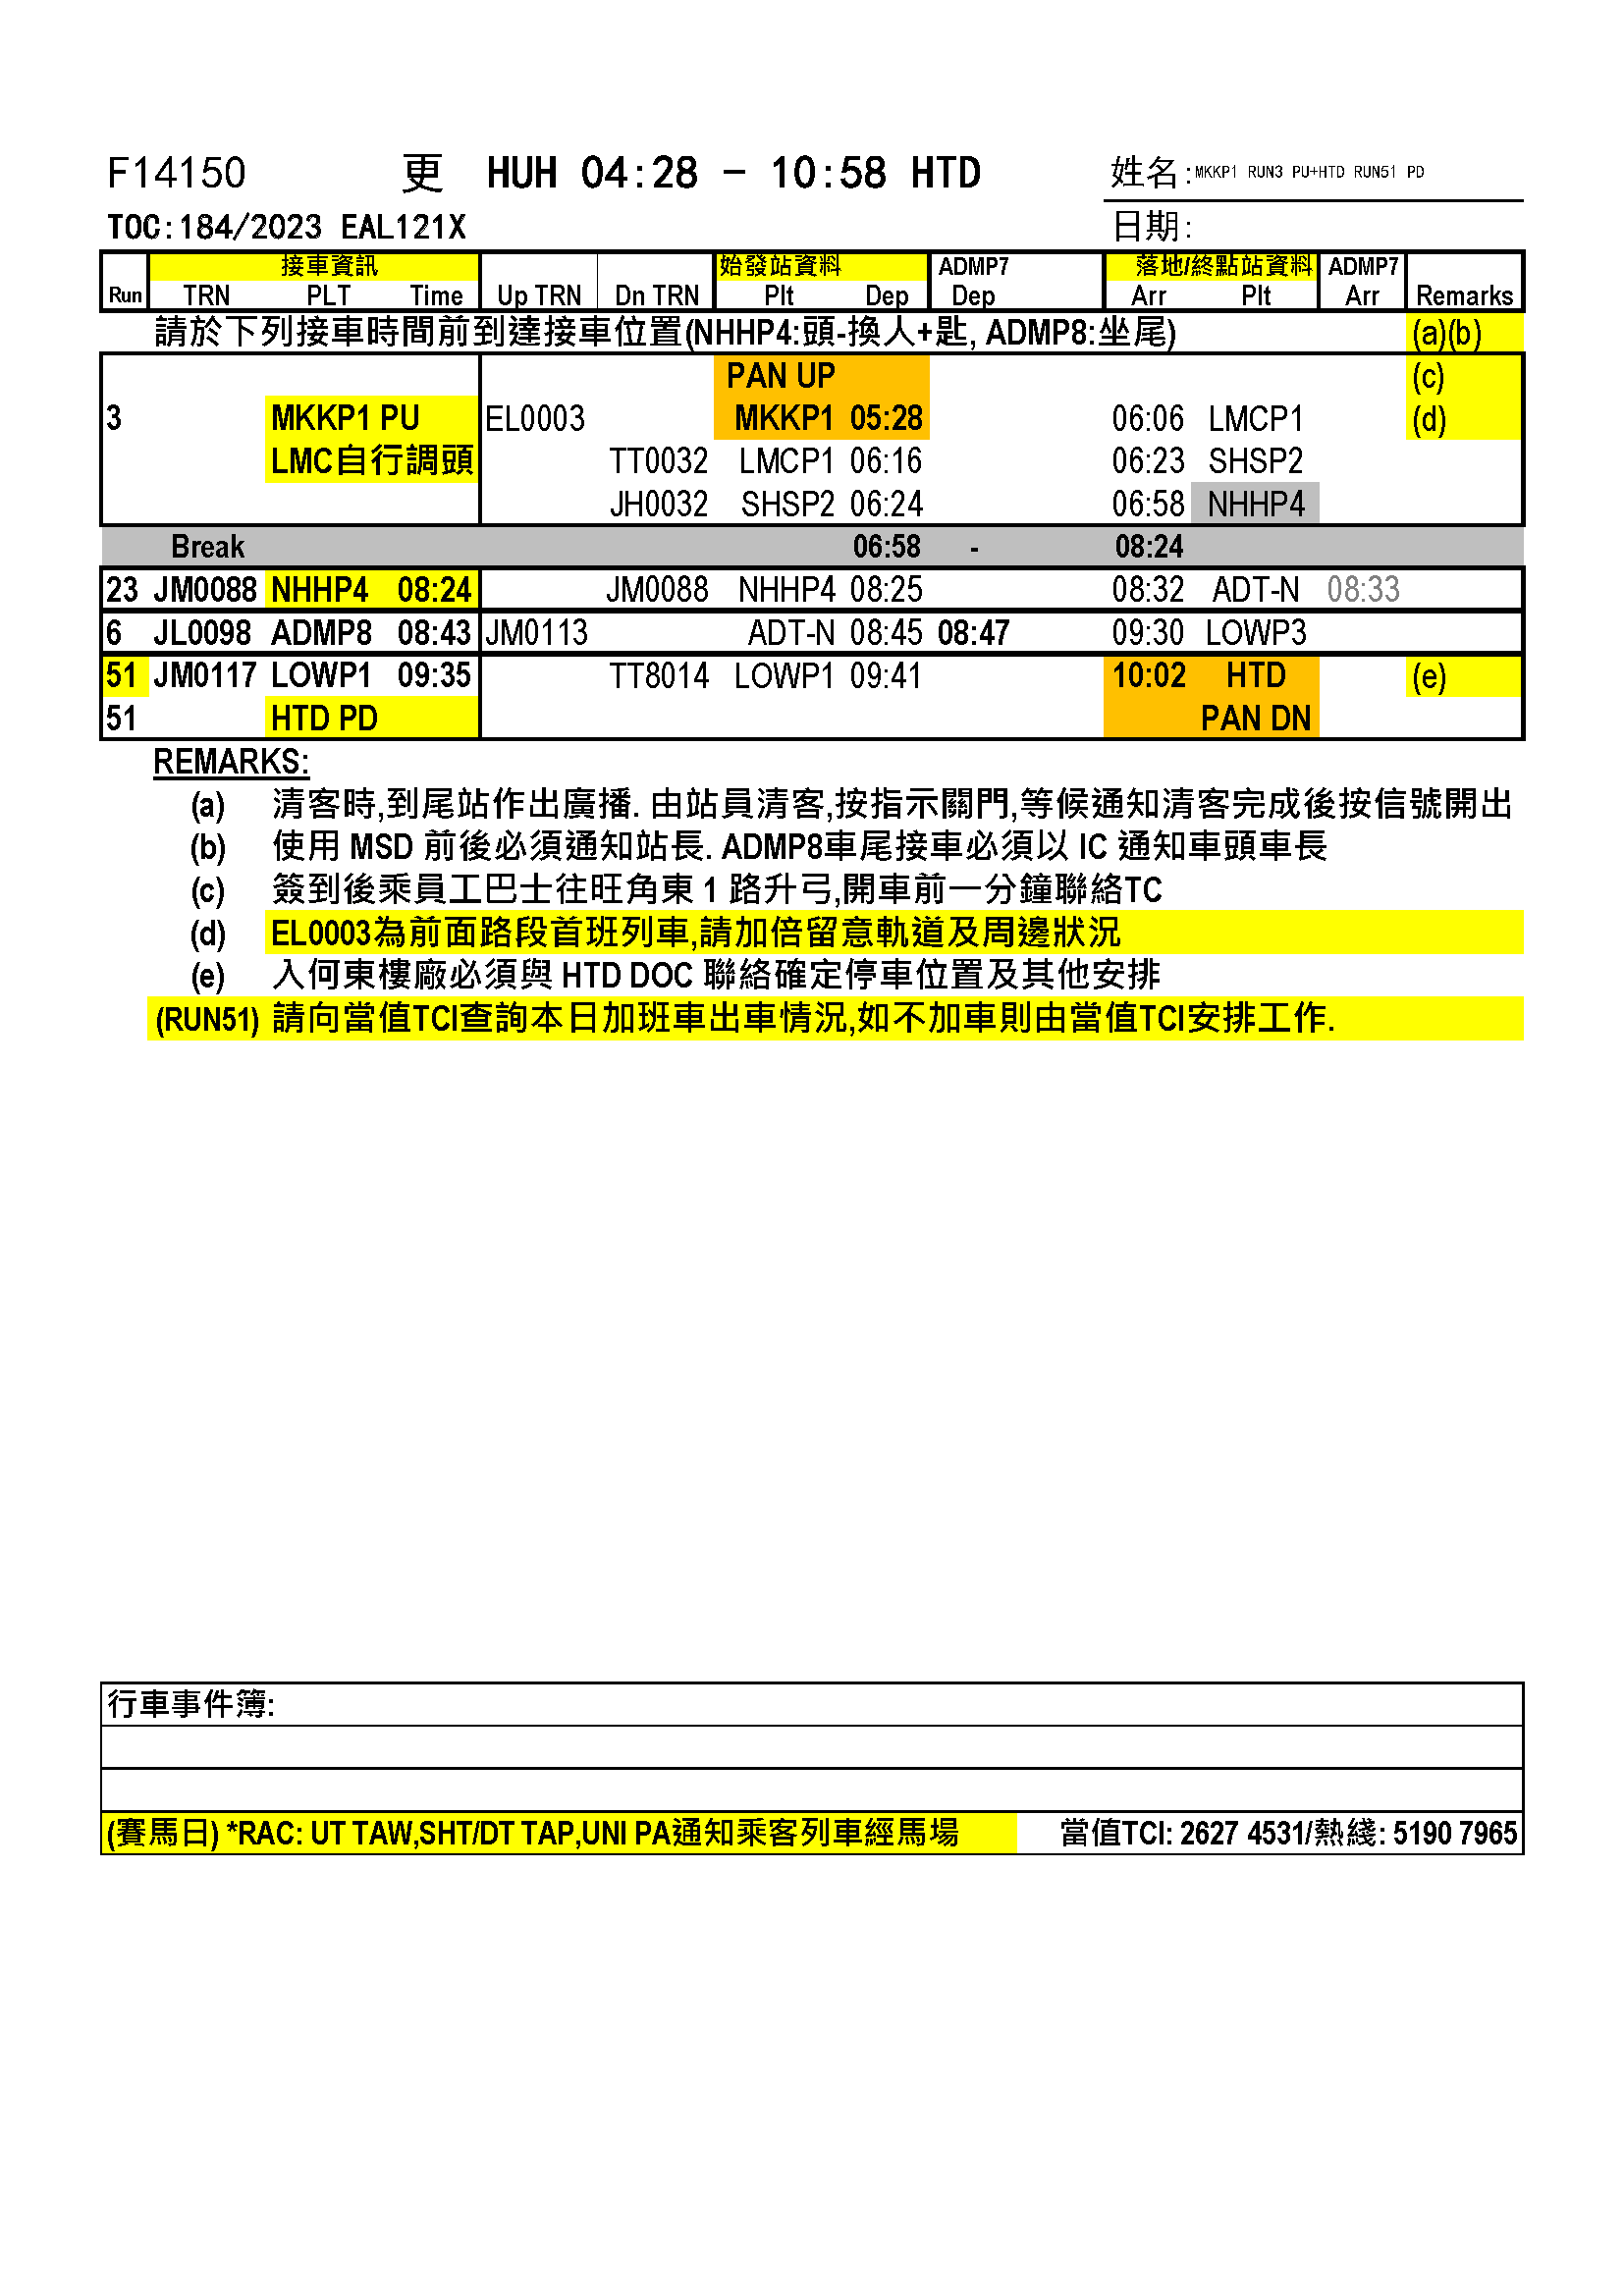 F14150 更 HUH 04:28 - 10:58 HTD 姓名:MKKP1 RUN3 PU+HTD RUN51 PD
TOC:184/2023 EAL121X 日期:
接車資訊 始發站資料 ADMP7 落地/終點站資料 ADMP7
Run TRN PLT Time Up TRN Dn TRN Plt Dep Dep Arr Plt Arr Remarks
請於下列接車時間前到達接車位置(NHHP4:頭-換人+匙, ADMP8:坐尾) (a)(b)
PAN UP (c)
3 MKKP1 PU EL0003 MKKP1 05:28 06:06 LMCP1 (d)
LMC自行調頭 TT0032 LMCP1 06:16 06:23 SHSP2
JH0032 SHSP2 06:24 06:58 NHHP4
Break 06:58 - 08:24
23 JM0088 NHHP4 08:24 JM0088 NHHP4 08:25 08:32 ADT-N 08:33
6 JL0098 ADMP8 08:43 JM0113 ADT-N 08:45 08:47 09:30 LOWP3
51 JM0117 LOWP1 09:35 TT8014 LOWP1 09:41 10:02 HTD (e)
51 HTD PD PAN DN
REMARKS:
(a) 清客時,到尾站作出廣播. 由站員清客,按指示關門,等候通知清客完成後按信號開出
(b) 使用 MSD 前後必須通知站長. ADMP8車尾接車必須以 IC 通知車頭車長
(c) 簽到後乘員工巴士往旺角東 1 路升弓,開車前一分鐘聯絡TC
(d) EL0003為前面路段首班列車,請加倍留意軌道及周邊狀況
(e) 入何東樓廠必須與 HTD DOC 聯絡確定停車位置及其他安排
(RUN51) 請向當值TCI查詢本日加班車出車情況,如不加車則由當值TCI安排工作.
行車事件簿:
(賽馬日) *RAC: UT TAW,SHT/DT TAP,UNI PA通知乘客列車經馬場 當值TCI: 2627 4531/熱綫: 5190 7965